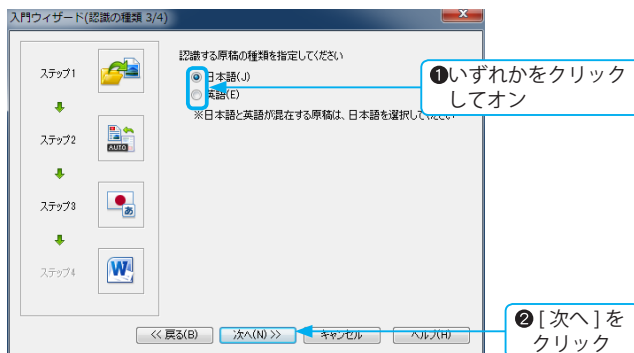 入門ウィザード(認識の種類 3/4)
認識する原稿の種類を指定してください
日本語(J)
英語(E)
※日本語と英語が混在する原稿は、日本語を選択してください
❶いずれかをクリック
してオン
ステップ1
ステップ2
AUTO
ステップ3
あ
ステップ4
W
<< 戻る(B)
次へ(N) >>
キャンセル
ヘルプ(H)
❷[次へ]を
クリック